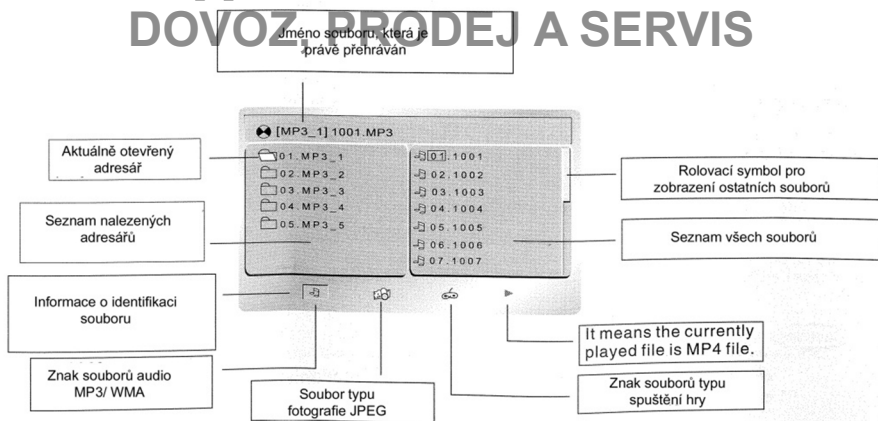 DOVOZ, PRODEJ A SERVIS
Jméno souboru, která je
právě přehráván
[MP3_1] 1001.MP3
Aktuálně otevřený
adresář
01.MP3_1
02.MP3_2
03.MP3_3
04.MP3_4
05.MP3_5
01.1001
02.1002
03.1003
04.1004
05.1005
06.1006
07.1007
Rolovací symbol pro
zobrazení ostatních souborů
Seznam nalezených
adresářů
Seznam všech souborů
Informace o identifikaci
souboru
It means the currently
played file is MP4 file.
Znak souborů audio
MP3/ WMA
Soubor typu
fotografie JPEG
Znak souborů typu
spuštění hry